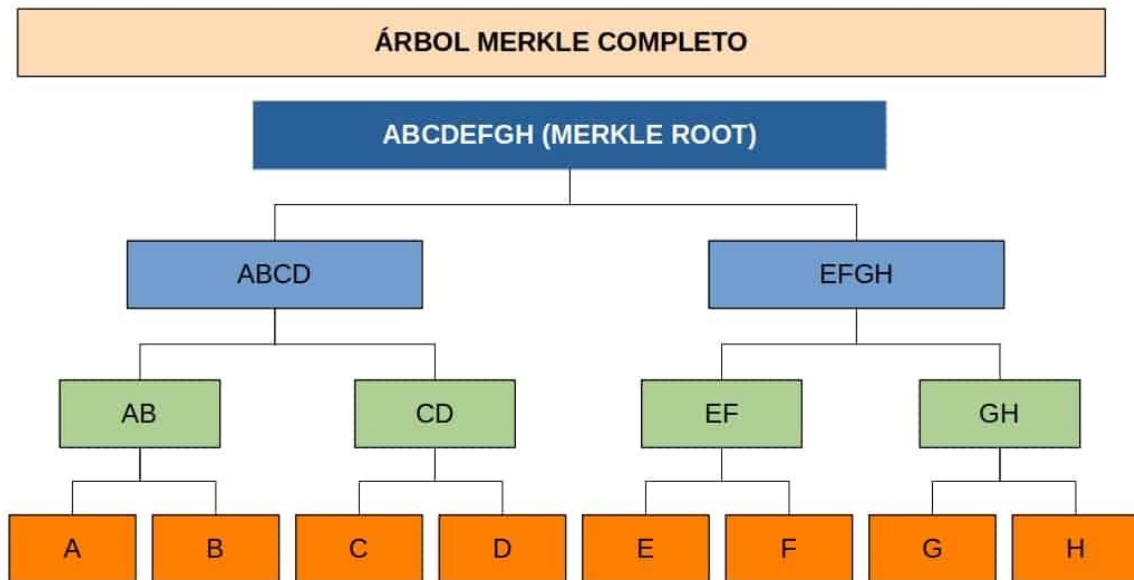 ÁRBOL MERKLE COMPLETO
ABCDEFGH (MERKLE ROOT)
ABCD
EFGH
AB
CD
EF
GH
A
B
C
D
E
F
G
H